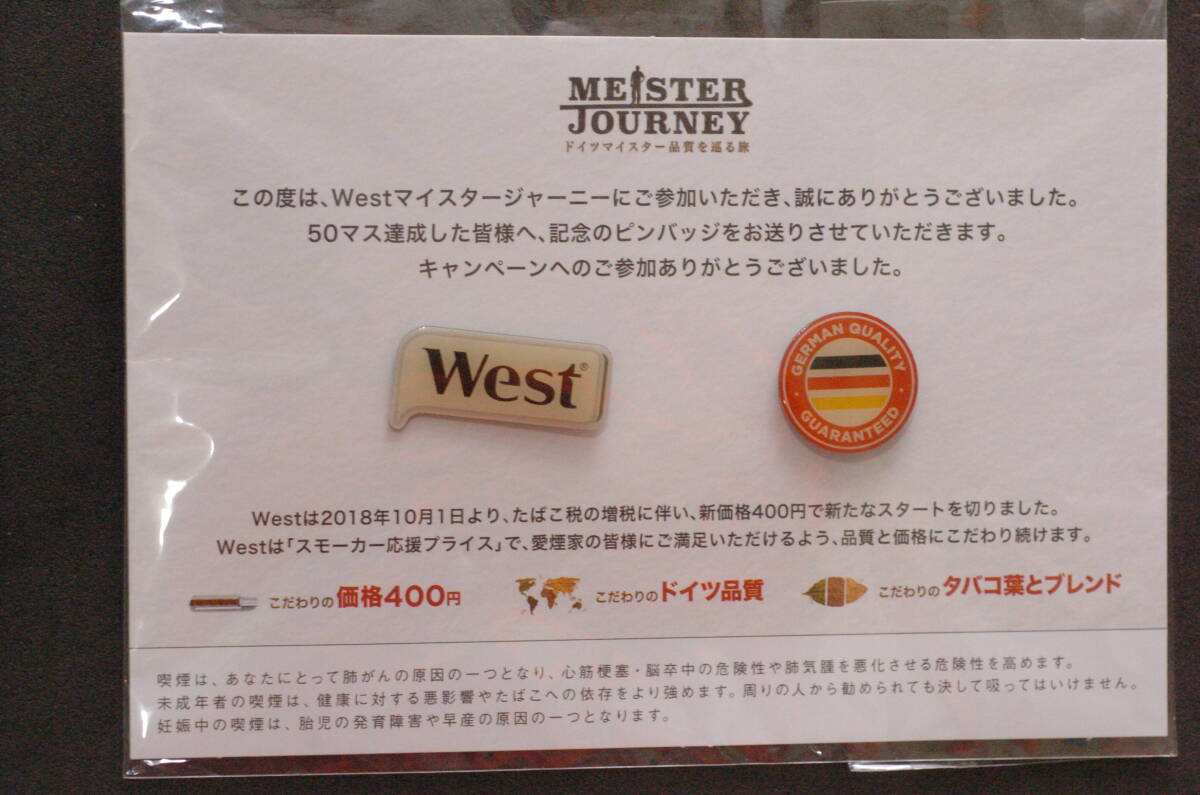 MEISTER
JOURNEY
ドイツマイスター品質を巡る旅
この度は、Westマイスタージャーニーにご参加いただき、誠にありがとうございました。
50マス達成した皆様へ、記念のピンバッジをお送りさせていただきます。
キャンペーンへのご参加ありがとうございました。
West®
GERMAN QUALITY
GUARANTEED
Westは2018年10月1日より、たばこ税の増税に伴い、新価格400円で新たなスタートを切りました。
Westは「スモーカー応援プライス」で、愛煙家の皆様にご満足いただけるよう、品質と価格にこだわり続けます。
こだわりの価格400円
こだわりのドイツ品質
こだわりのタバコ葉とブレンド
喫煙は、あなたにとって肺がんの原因の一つとなり、心筋梗塞・脳卒中の危険性や肺気腫を悪化させる危険性を高めます。
未成年者の喫煙は、健康に対する悪影響やたばこへの依存をより強めます。周りの人から勧められても決して吸ってはいけません。
妊娠中の喫煙は、胎児の発育障害や早産の原因の一つとなります。